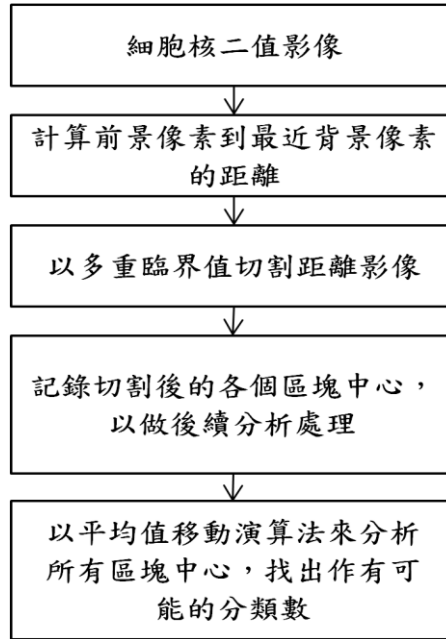 細胞核二值影像
計算前景像素到最近背景像素
的距離
以多重臨界值切割距離影像
記錄切割後的各個區塊中心，
以做後續分析處理
以平均值移動演算法來分析
所有區塊中心，找出作有可
能的分類數